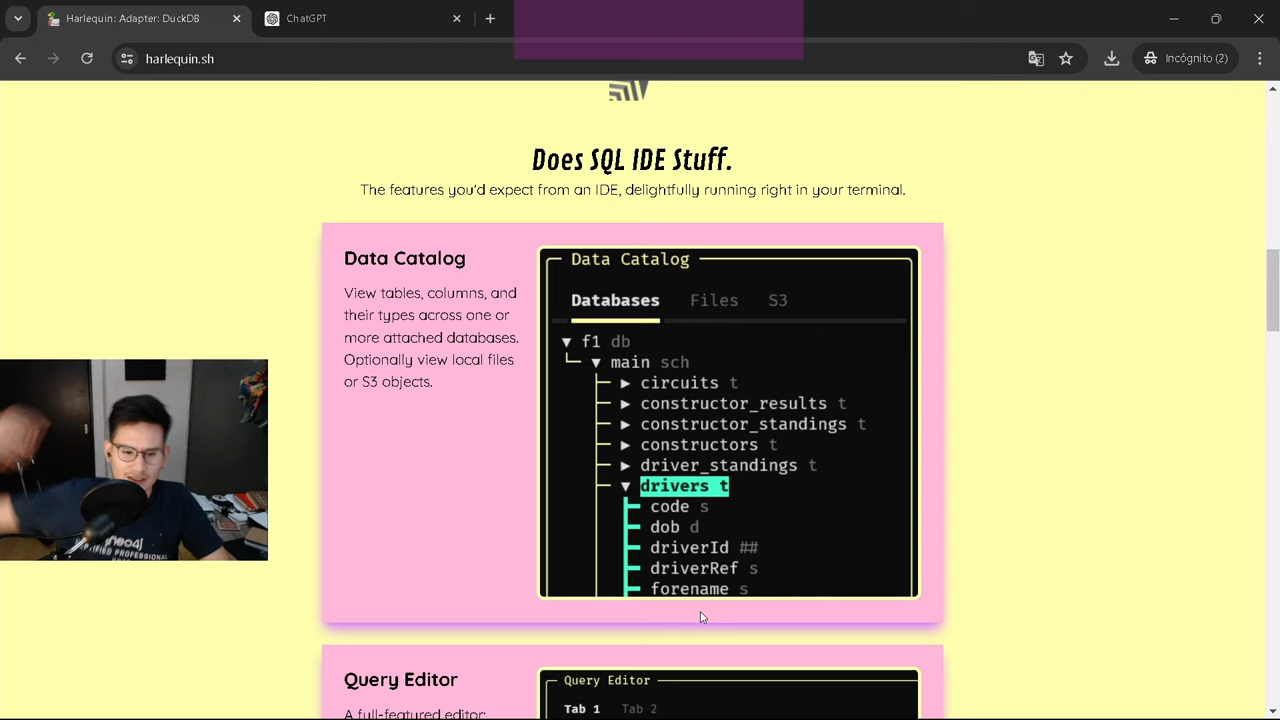 Harlequin: Adapter: DuckDB
ChatGPT
harlequin.sh
Incógnito (2)
Does SQL IDE Stuff.
The features you'd expect from an IDE, delightfully running right in your terminal.
Data Catalog
View tables, columns, and
their types across one or
more attached databases.
Optionally view local files
or S3 objects.
Data Catalog
Databases Files S3
▼ f1 db
▼ main sch
▶ circuits t
▶ constructor_results t
▶ constructor_standings t
▶ constructors t
▶ driver_standings t
▼ drivers t
code s
dob d
driverId ##
driverRef s
forename s
neo4j
CERTIFIED PROFESSIONAL
Query Editor
A full-featured editor:
Query Editor
Tab 1 Tab 2